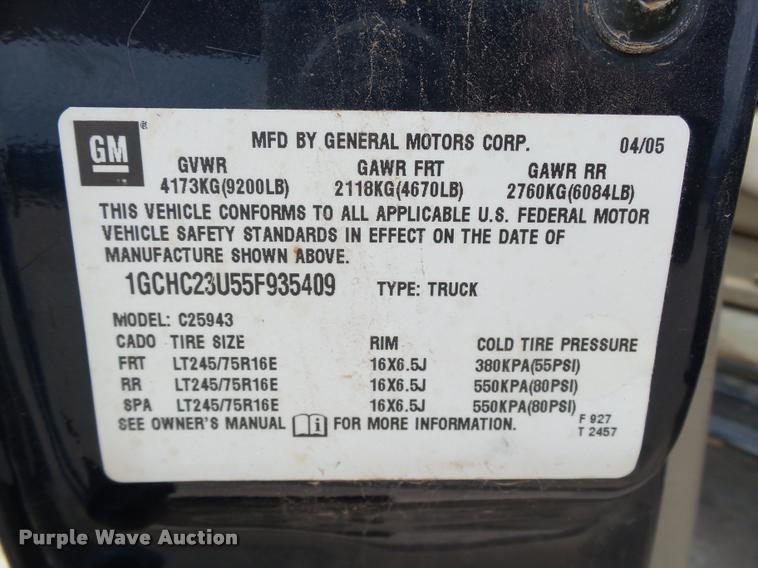 GM ®
MFD BY GENERAL MOTORS CORP. 04/05
GVWR GAWR FRT GAWR RR
4173KG(9200LB) 2118KG(4670LB) 2760KG(6084LB)
THIS VEHICLE CONFORMS TO ALL APPLICABLE U.S. FEDERAL MOTOR
VEHICLE SAFETY STANDARDS IN EFFECT ON THE DATE OF
MANUFACTURE SHOWN ABOVE.
1GCHC23U55F935409 TYPE: TRUCK
MODEL: C25943
CADO TIRE SIZE RIM COLD TIRE PRESSURE
FRT LT245/75R16E 16X6.5J 380KPA(55PSI)
RR LT245/75R16E 16X6.5J 550KPA(80PSI)
SPA LT245/75R16E 16X6.5J 550KPA(80PSI)
SEE OWNER'S MANUAL i FOR MORE INFORMATION.
F 927
T 2457
Purple Wave Auction